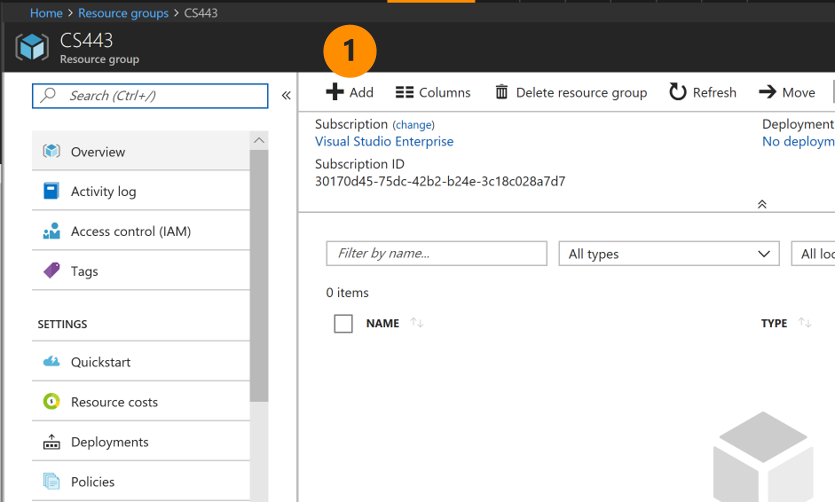 Home > Resource groups > CS443
CS443
Resource group
1
Search (Ctrl+/)
«
Overview
Activity log
Access control (IAM)
Tags
SETTINGS
Quickstart
Resource costs
Deployments
Policies
Add Columns Delete resource group Refresh Move
Subscription (change) Deployment
Visual Studio Enterprise No deploym
Subscription ID
30170d45-75dc-42b2-b24e-3c18c028a7d7
Filter by name... All types All loc
0 items
NAME TYPE